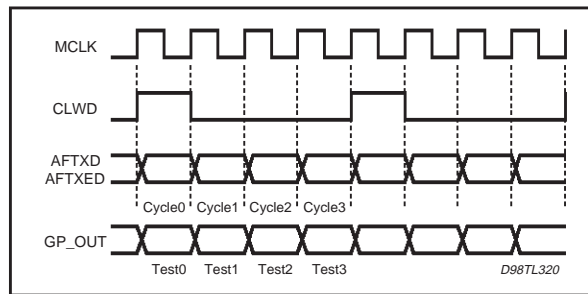 MCLK
CLWD
AFTXD
AFTXED
Cycle0 Cycle1 Cycle2 Cycle3
GP_OUT
Test0 Test1 Test2 Test3 D98TL320